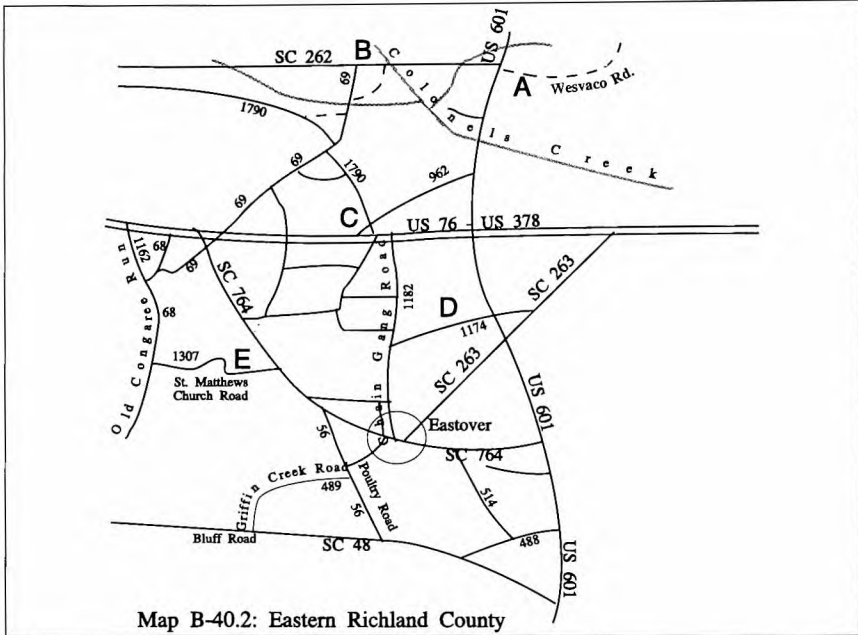 US 601
SC 262
B
Colonels Creek
69
A
Wesvaco Rd.
1790
69
1790
962
69
C
US 76 - US 378
1162
68
69
SC 764
Chain Gang Road
1182
SC 263
D
1174
68
Old Congaree Run
1307
E
St. Matthews
Church Road
SC 263
US 601
56
Eastover
SC 764
Griffin Creek Road
489
Poultry Road
514
56
Bluff Road
SC 48
488
US 601
Map B-40.2: Eastern Richland County